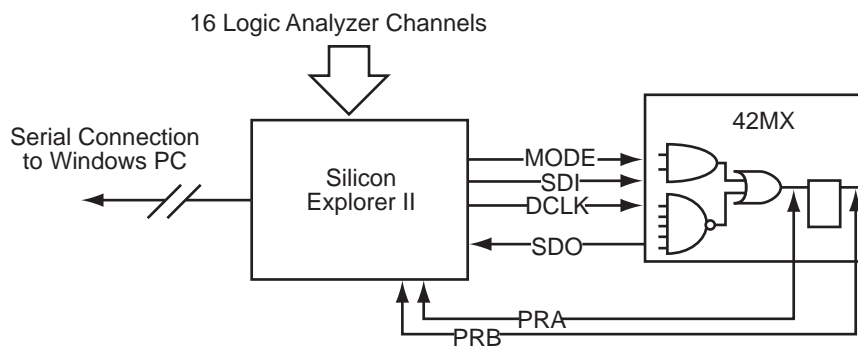 16 Logic Analyzer Channels
Serial Connection
to Windows PC
Silicon
Explorer II
MODE
SDI
DCLK
SDO
42MX
PRA
PRB